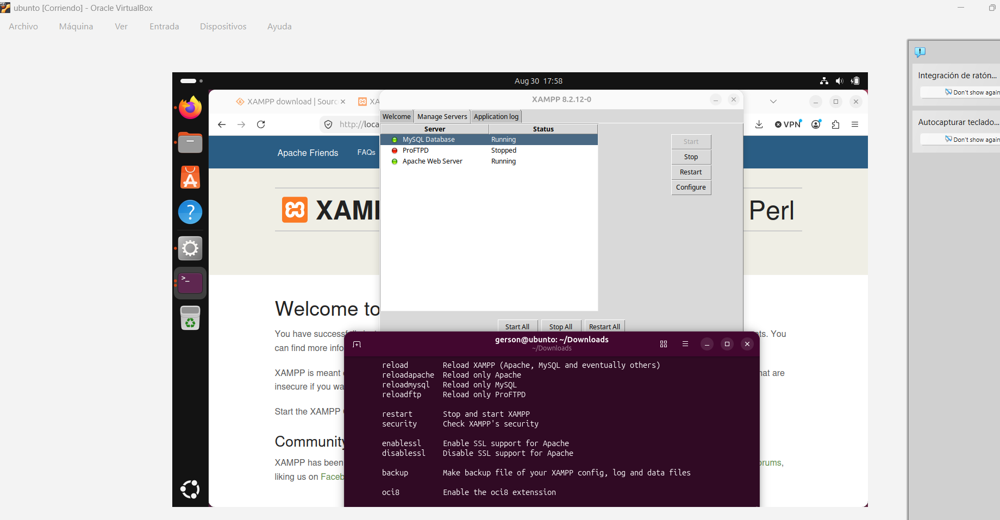 ubunto [Corriendo] - Oracle VirtualBox
Archivo Máquina Ver Entrada Dispositivos Ayuda
Aug 30 17:58
XAMPP download | Sourc
XA
http://loca
VPN
Apache Friends FAQs
XAM
Perl
Welcome to
You have success
ts. You
can find more info
XAMPP is meant
hat are
insecure if you wa
Start the XAMPP
Community
XAMPP has been
orums,
liking us on Faceb
XAMPP 8.2.12-0
Welcome Manage Servers Application log
Server Status
MySQL Database Running
ProFTPD Stopped
Apache Web Server Running
Start
Stop
Restart
Configure
Start All Stop All Restart All
gerson@ubunto: ~/Downloads
~/Downloads
reload Reload XAMPP (Apache, MySQL and eventually others)
reloadapache Reload only Apache
reloadmysql Reload only MySQL
reloadftp Reload only ProFTPD
restart Stop and start XAMPP
security Check XAMPP's security
enablessl Enable SSL support for Apache
disablessl Disable SSL support for Apache
backup Make backup file of your XAMPP config, log and data files
oci8 Enable the oci8 extenssion
>_
Integración de ratón...
Don't show again
Autocapturar teclado...
Don't show again